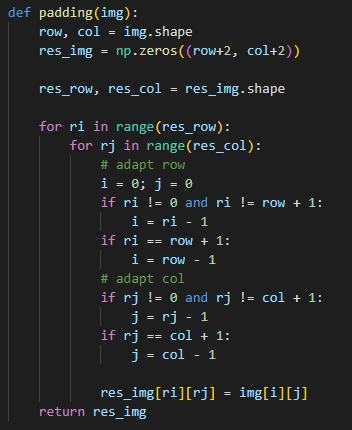 def padding(img):
    row, col = img.shape
    res_img = np.zeros((row+2, col+2))

    res_row, res_col = res_img.shape

    for ri in range(res_row):
        for rj in range(res_col):
            # adapt row
            i = 0; j = 0
            if ri != 0 and ri != row + 1:
                i = ri - 1
            if ri == row + 1:
                i = row - 1
            # adapt col
            if rj != 0 and rj != col + 1:
                j = rj - 1
            if rj == col + 1:
                j = col - 1

            res_img[ri][rj] = img[i][j]
    return res_img